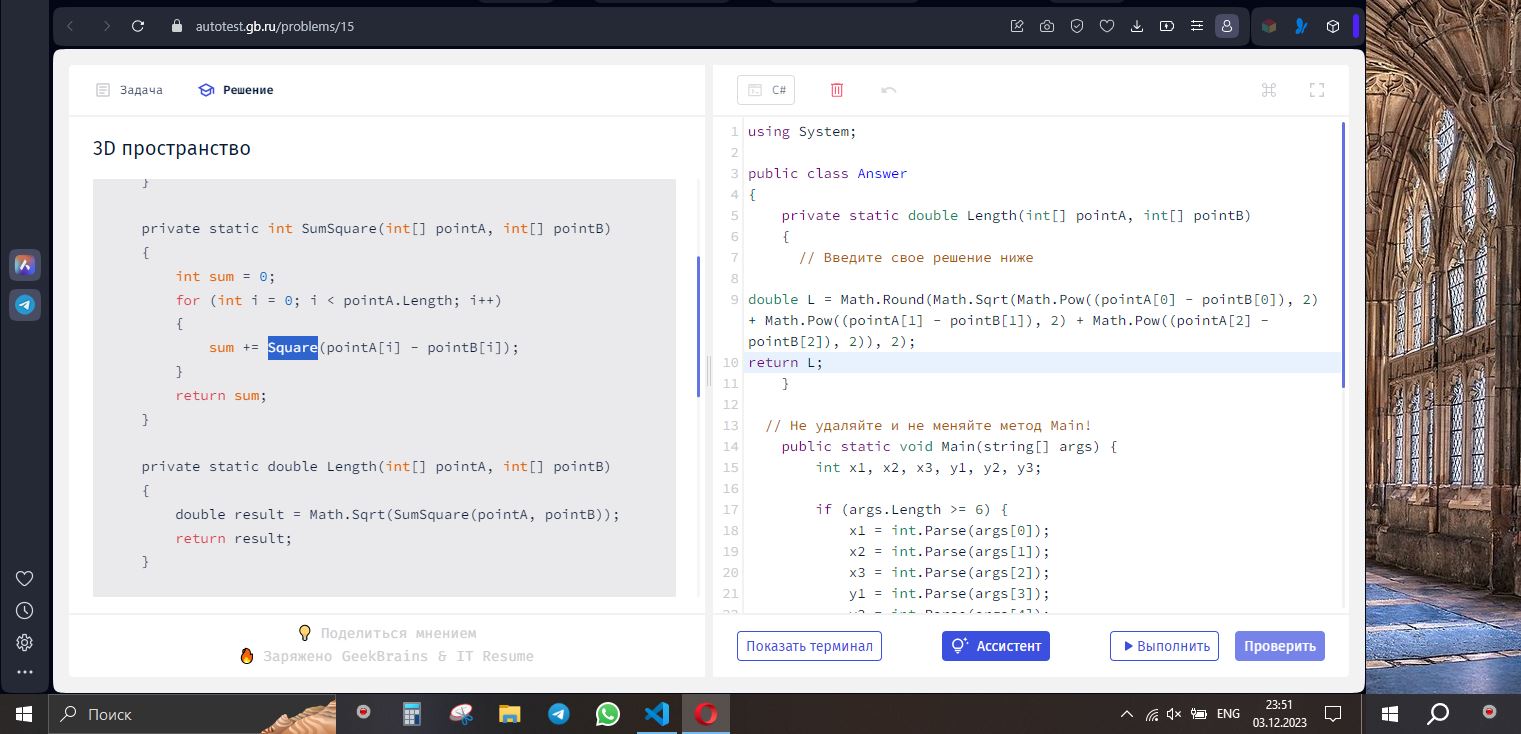 autotest.gb.ru/problems/15
Задача
Решение
3D пространство
}
private static int SumSquare(int[] pointA, int[] pointB)
{
int sum = 0;
for (int i = 0; i < pointA.Length; i++)
{
sum += Square(pointA[i] - pointB[i]);
}
return sum;
}
private static double Length(int[] pointA, int[] pointB)
{
double result = Math.Sqrt(SumSquare(pointA, pointB));
return result;
}
Поделиться мнением
Заряжено GeekBrains & IT Resume
C#
1 using System;
2
3 public class Answer
4 {
5 private static double Length(int[] pointA, int[] pointB)
6 {
7 // Введите свое решение ниже
8
9 double L = Math.Round(Math.Sqrt(Math.Pow((pointA[0] - pointB[0]), 2)
+ Math.Pow((pointA[1] - pointB[1]), 2) + Math.Pow((pointA[2] -
pointB[2]), 2)), 2);
10 return L;
11 }
12
13 // Не удаляйте и не меняйте метод Main!
14 public static void Main(string[] args) {
15 int x1, x2, x3, y1, y2, y3;
16
17 if (args.Length >= 6) {
18 x1 = int.Parse(args[0]);
19 x2 = int.Parse(args[1]);
20 x3 = int.Parse(args[2]);
21 y1 = int.Parse(args[3]);
22 y2 = int.Parse(args[4]);
Показать терминал
Ассистент
Выполнить
Проверить
Поиск
ENG
23:51
03.12.2023